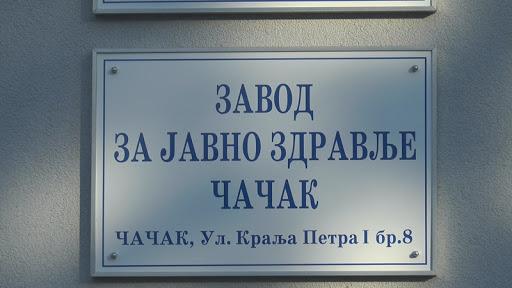 ЗАВОД
ЗА ЈАВНО ЗДРАВЉЕ
ЧАЧАК
ЧАЧАК, Ул. Краља Петра I бр.8